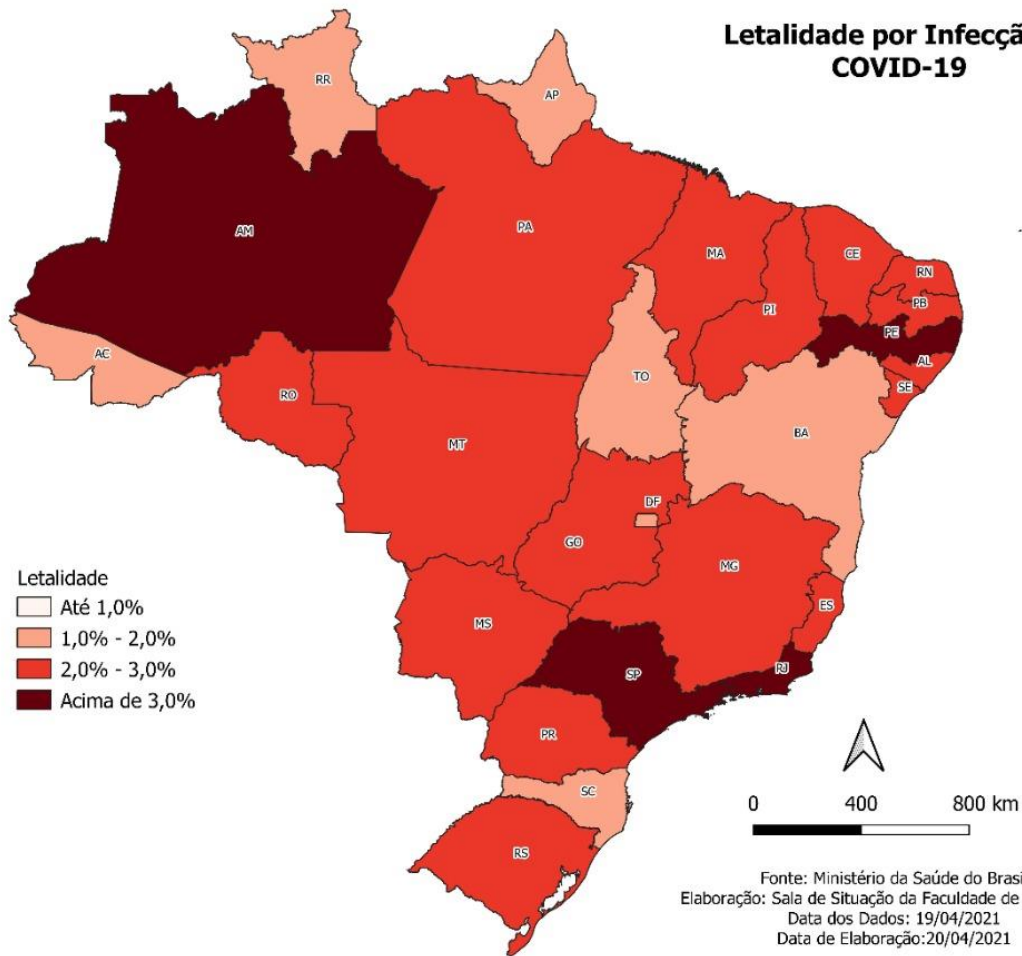 Letalidade por Infecçã
COVID-19
RR
AP
AM
PA
MA
CE
RN
PB
PI
PE
AL
SE
AC
TO
RO
BA
MT
DF
GO
MG
ES
MS
SP
RJ
PR
SC
RS
Letalidade
Até 1,0%
1,0% - 2,0%
2,0% - 3,0%
Acima de 3,0%
0 400 800 km
Fonte: Ministério da Saúde do Brasi
Elaboração: Sala de Situação da Faculdade de
Data dos Dados: 19/04/2021
Data de Elaboração:20/04/2021